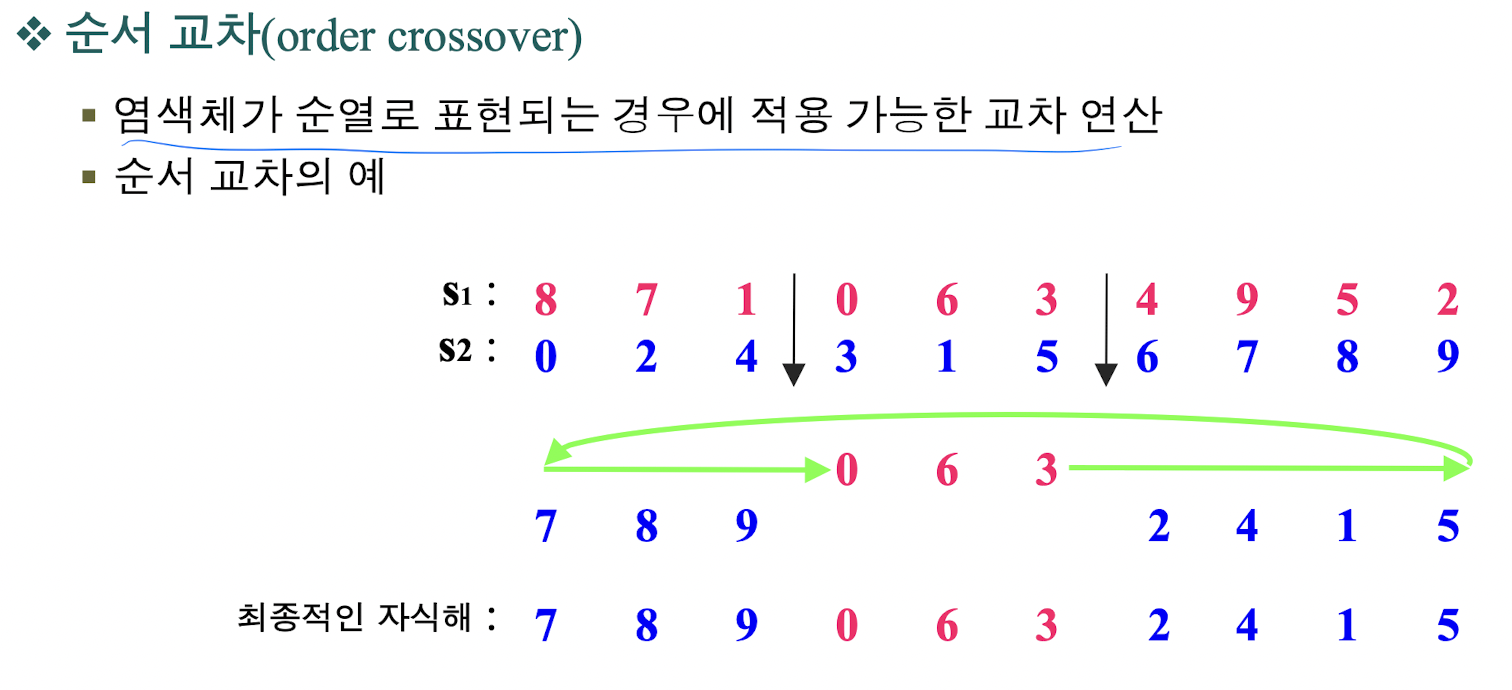 ❖ 순서 교차(order crossover)
▪ 염색체가 순열로 표현되는 경우에 적용 가능한 교차 연산
▪ 순서 교차의 예
S1 : 8 7 1 0 6 3 4 9 5 2
S2 : 0 2 4 3 1 5 6 7 8 9
0 6 3
7 8 9 2 4 1 5
최종적인 자식해 : 7 8 9 0 6 3 2 4 1 5